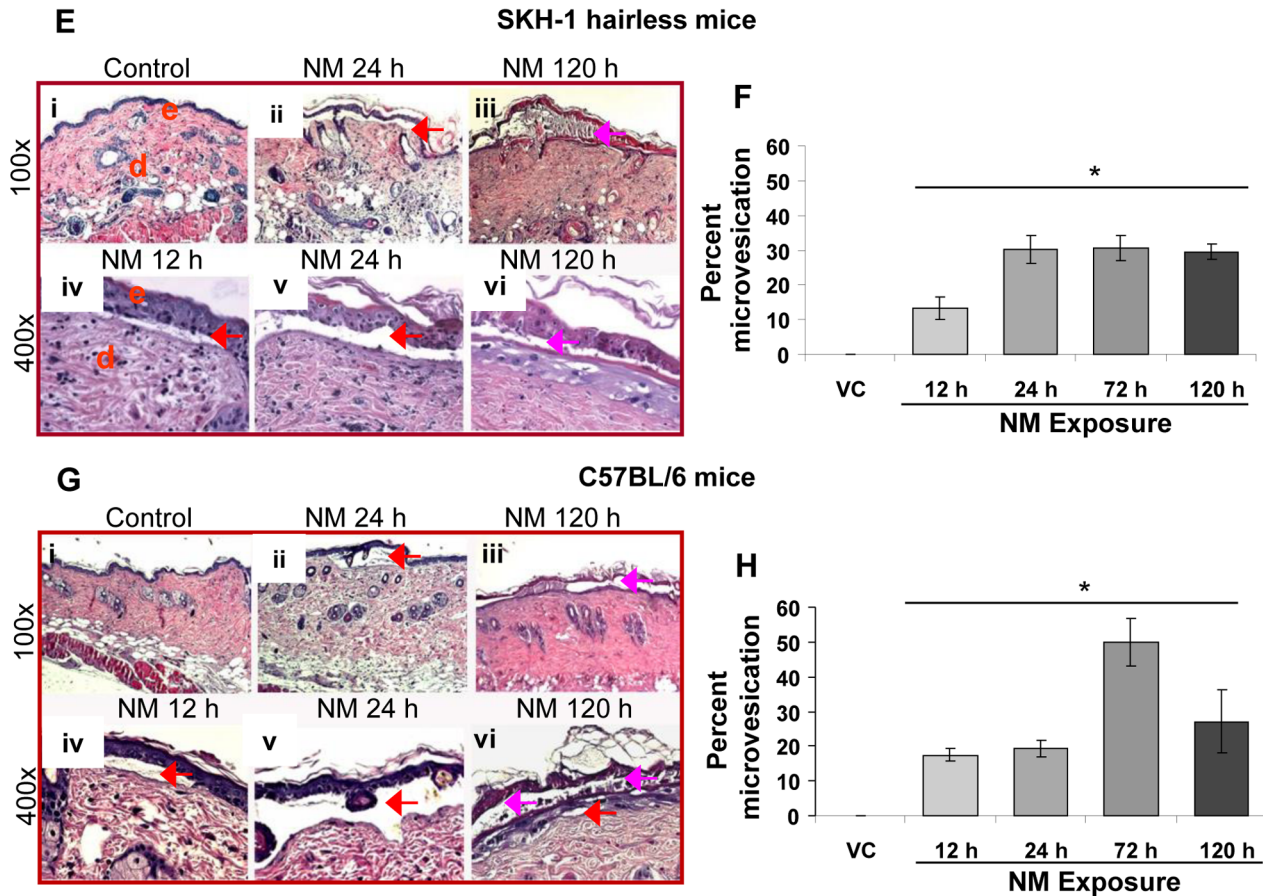 E
SKH-1 hairless mice
Control NM 24 h NM 120 h
100x
i e d
ii
iii
NM 12 h NM 24 h NM 120 h
400x
iv e d
v
vi
F
Percent
microvesication
60
50
40
30
20
10
0
*
VC 12 h 24 h 72 h 120 h
NM Exposure
G
C57BL/6 mice
Control NM 24 h NM 120 h
100x
i
ii
iii
NM 12 h NM 24 h NM 120 h
400x
iv
v
vi
H
Percent
microvesication
60
50
40
30
20
10
0
*
VC 12 h 24 h 72 h 120 h
NM Exposure